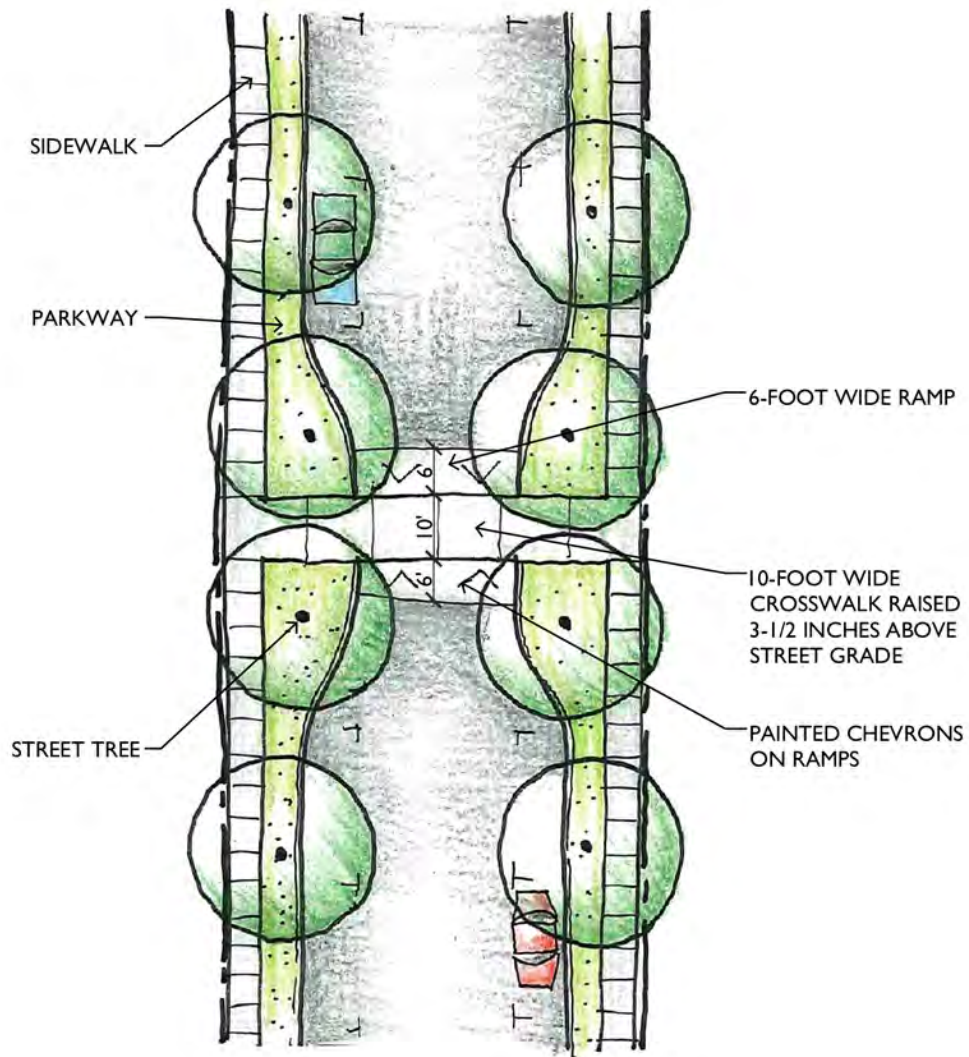 SIDEWALK
PARKWAY
6-FOOT WIDE RAMP
6'
10'
6'
10-FOOT WIDE
CROSSWALK RAISED
3-1/2 INCHES ABOVE
STREET GRADE
STREET TREE
PAINTED CHEVRONS
ON RAMPS